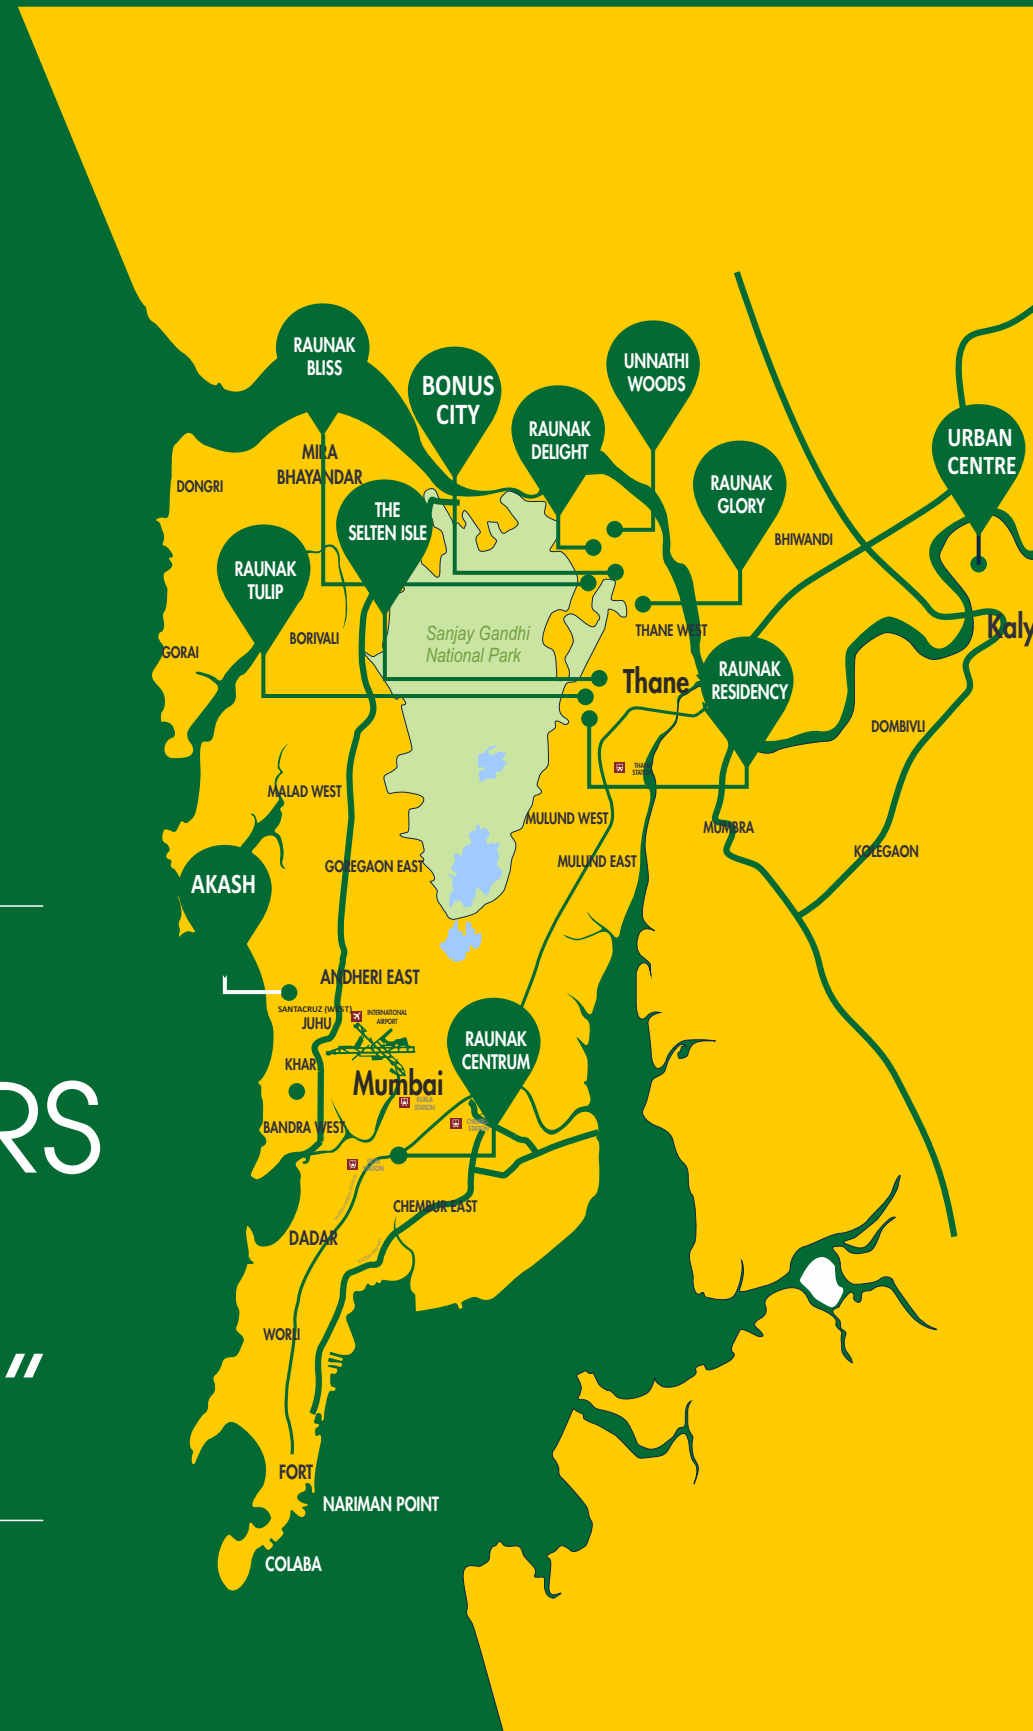 RAUNAK
BLISS
BONUS
CITY
UNNATHI
WOODS
RAUNAK
DELIGHT
URBAN
CENTRE
MIRA
BHAYANDAR
DONGRI
THE
SELTEN ISLE
RAUNAK
GLORY
BHIWANDI
RAUNAK
TULIP
BORIVALI
GORAI
Sanjay Gandhi
National Park
THANE WEST
Kaly
Thane
RAUNAK
RESIDENCY
DOMBIVLI
MALAD WEST
MULUND WEST
MUMBRA
KOLEGAON
GOREGAON EAST
MULUND EAST
AKASH
ANDHERI EAST
SANTACRUZ (WEST)
JUHU
INTERNATIONAL
AIRPORT
RAUNAK
CENTRUM
KHAR
Mumbai
KURLA
STATION
RS
BANDRA WEST
STATION
CHEMBUR EAST
DADAR
WORLI
"
FORT
NARIMAN POINT
COLABA